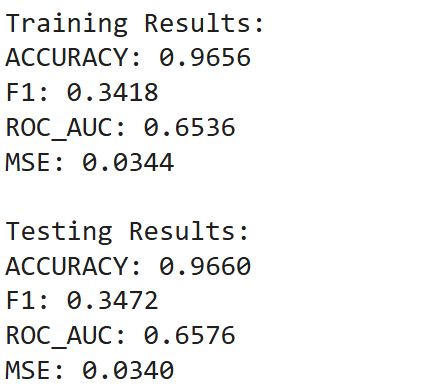 Training Results:
ACCURACY: 0.9656
F1: 0.3418
ROC_AUC: 0.6536
MSE: 0.0344
Testing Results:
ACCURACY: 0.9660
F1: 0.3472
ROC_AUC: 0.6576
MSE: 0.0340